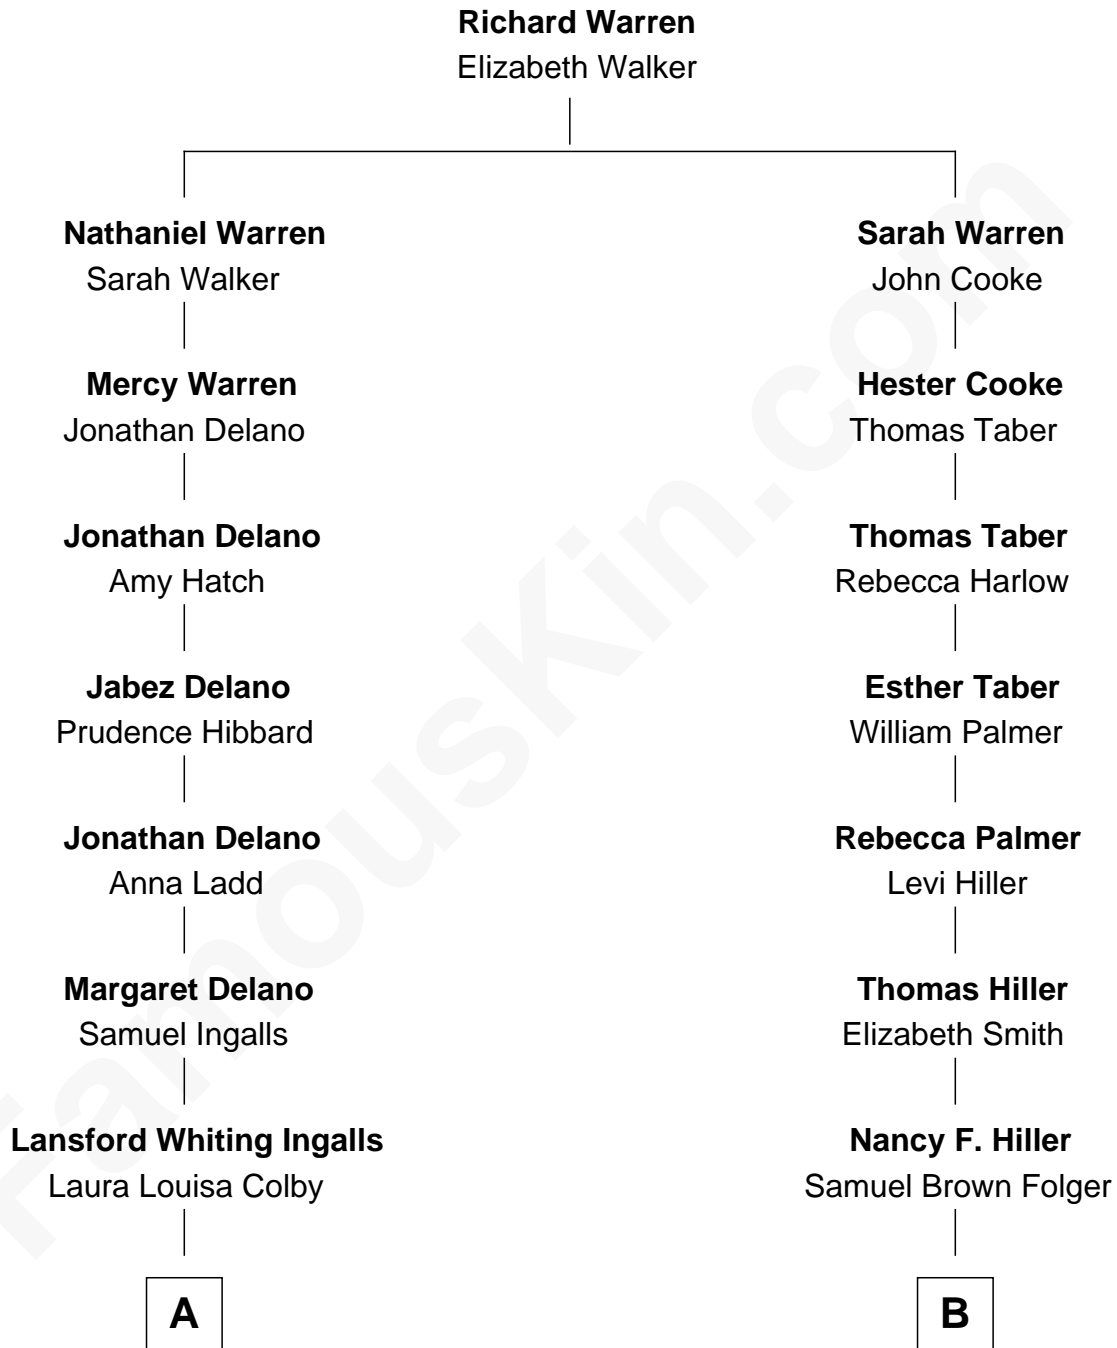 Richard Warren
Elizabeth Walker
Nathaniel Warren
Sarah Walker
Mercy Warren
Jonathan Delano
Jonathan Delano
Amy Hatch
Jabez Delano
Prudence Hibbard
Jonathan Delano
Anna Ladd
Margaret Delano
Samuel Ingalls
Lansford Whiting Ingalls
Laura Louisa Colby
A
Sarah Warren
John Cooke
Hester Cooke
Thomas Taber
Thomas Taber
Rebecca Harlow
Esther Taber
William Palmer
Rebecca Palmer
Levi Hiller
Thomas Hiller
Elizabeth Smith
Nancy F. Hiller
Samuel Brown Folger
B
FamousKin.com